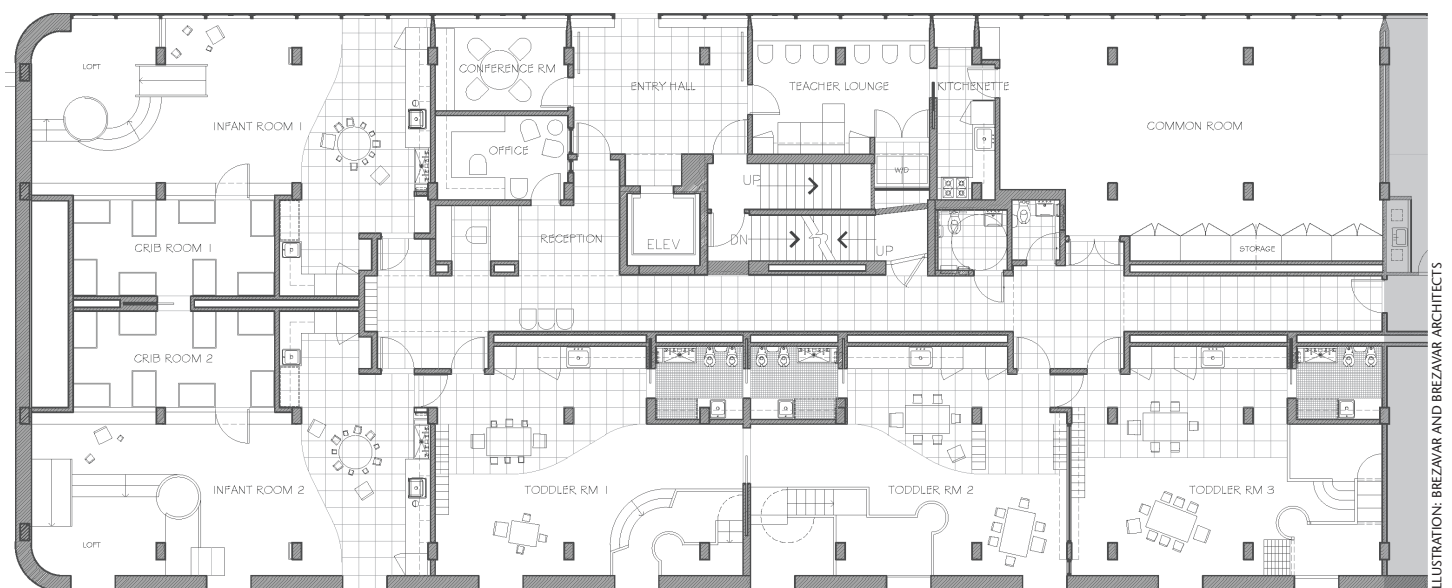 LOFT
INFANT ROOM 1
CONFERENCE RM
OFFICE
ENTRY HALL
TEACHER LOUNGE
KITCHENETTE
COMMON ROOM
W/D
UP
ELEV
DN
UP
RECEPTION
STORAGE
CRIB ROOM 1
CRIB ROOM 2
INFANT ROOM 2
LOFT
TODDLER RM 1
TODDLER RM 2
TODDLER RM 3
ILLUSTRATION: BREZAVAR AND BREZAVAR ARCHITECTS